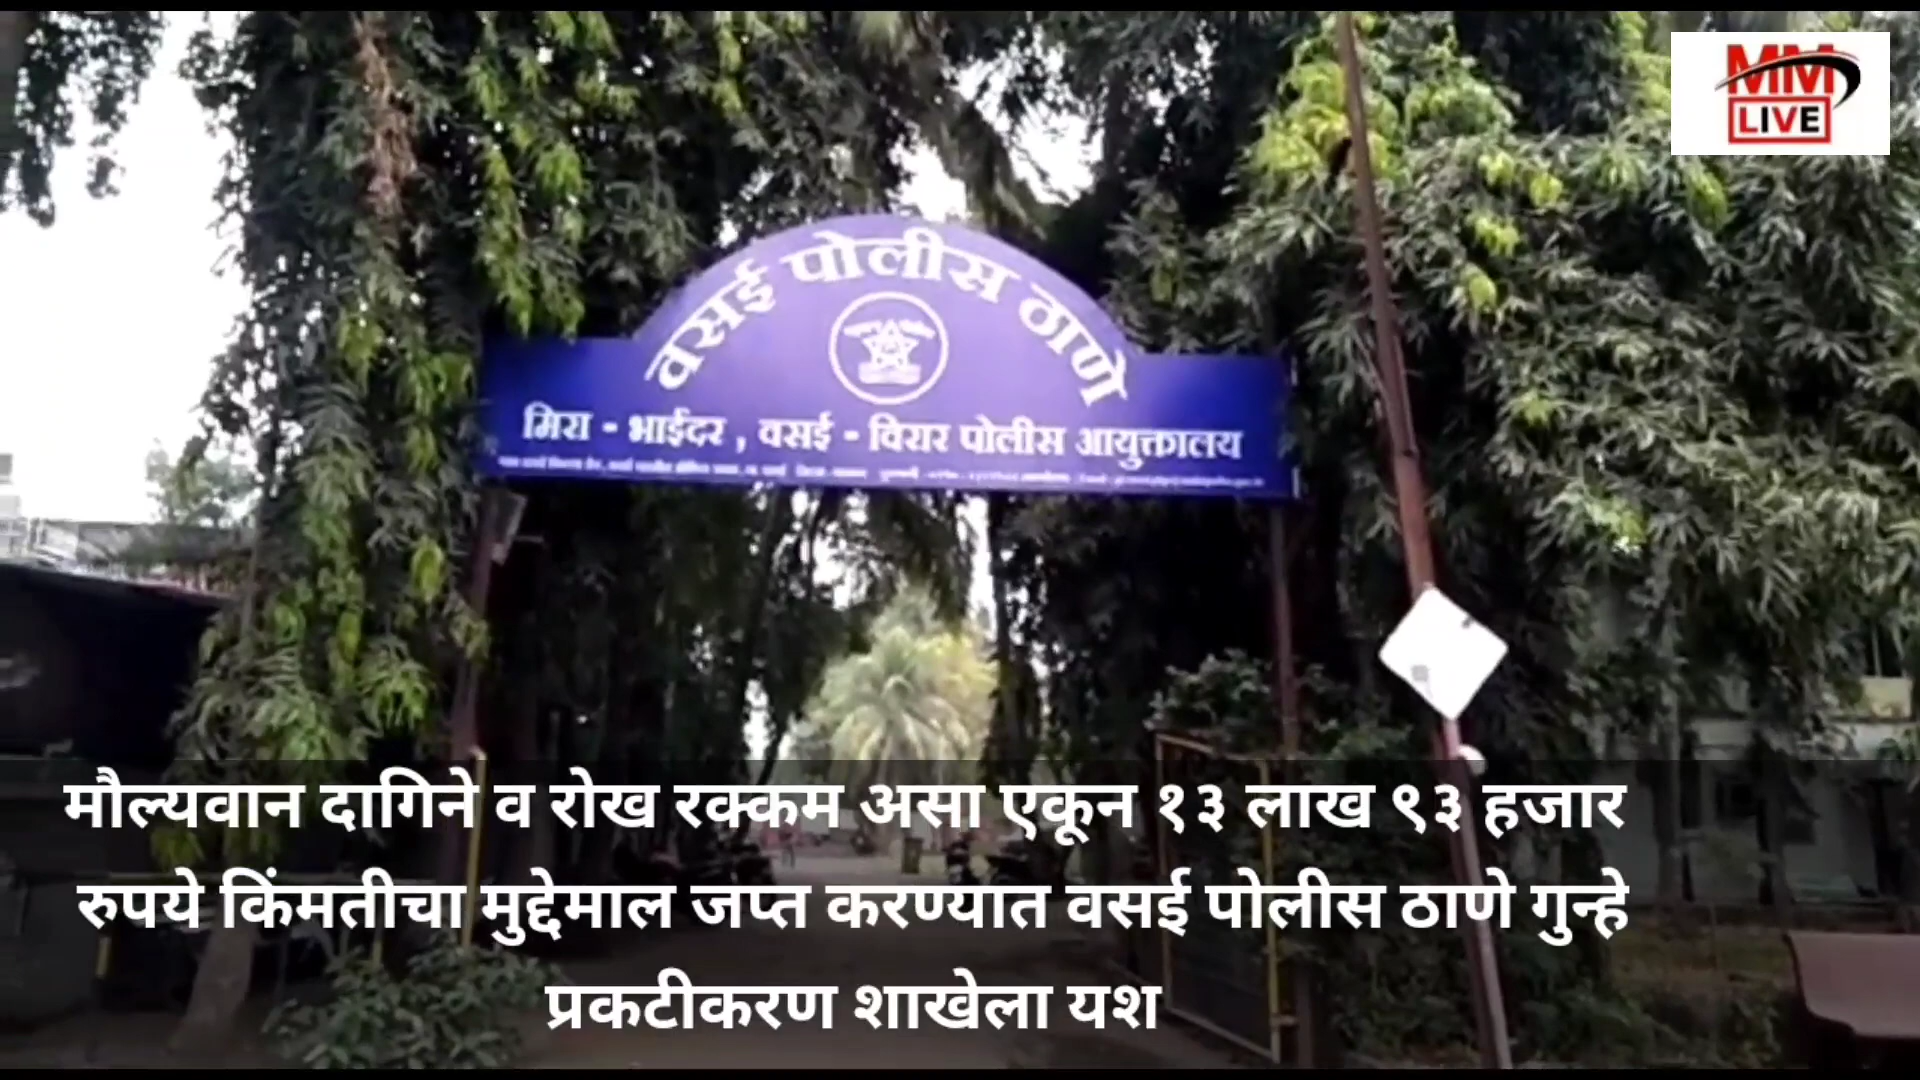 MM
LIVE
वसई पोलीस ठाणे
मिरा - भाईदर , वसई - विरार पोलीस आयुक्तालय
मौल्यवान दागिने व रोख रक्कम असा एकून १३ लाख ९३ हजार
रुपये किंमतीचा मुद्देमाल जप्त करण्यात वसई पोलीस ठाणे गुन्हे
प्रकटीकरण शाखेला यश